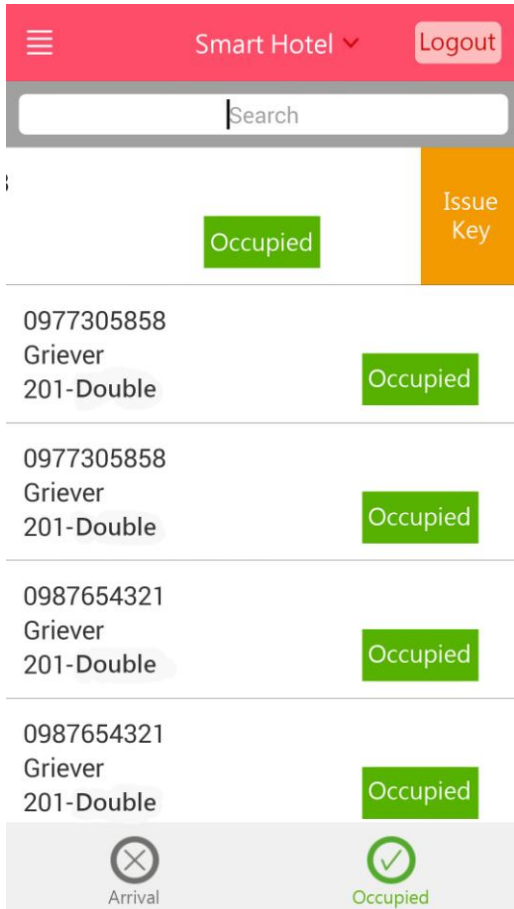 Smart Hotel
Logout
Search
Occupied
Issue
Key
0977305858
Griever
201-Double
Occupied
0977305858
Griever
201-Double
Occupied
0987654321
Griever
201-Double
Occupied
0987654321
Griever
201-Double
Occupied
Arrival
Occupied